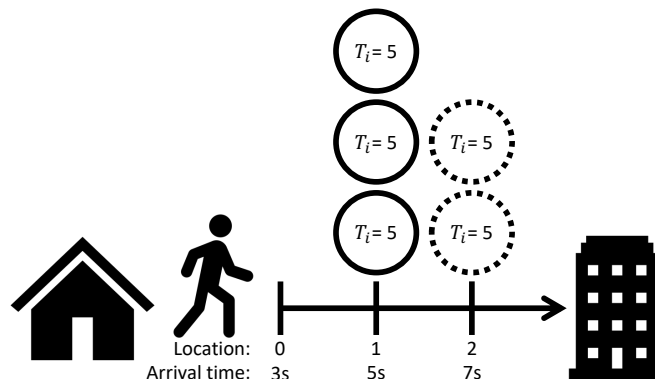 T_i = 5
T_i = 5 T_i = 5
T_i = 5 T_i = 5
Location: 0 1 2
Arrival time: 3s 5s 7s